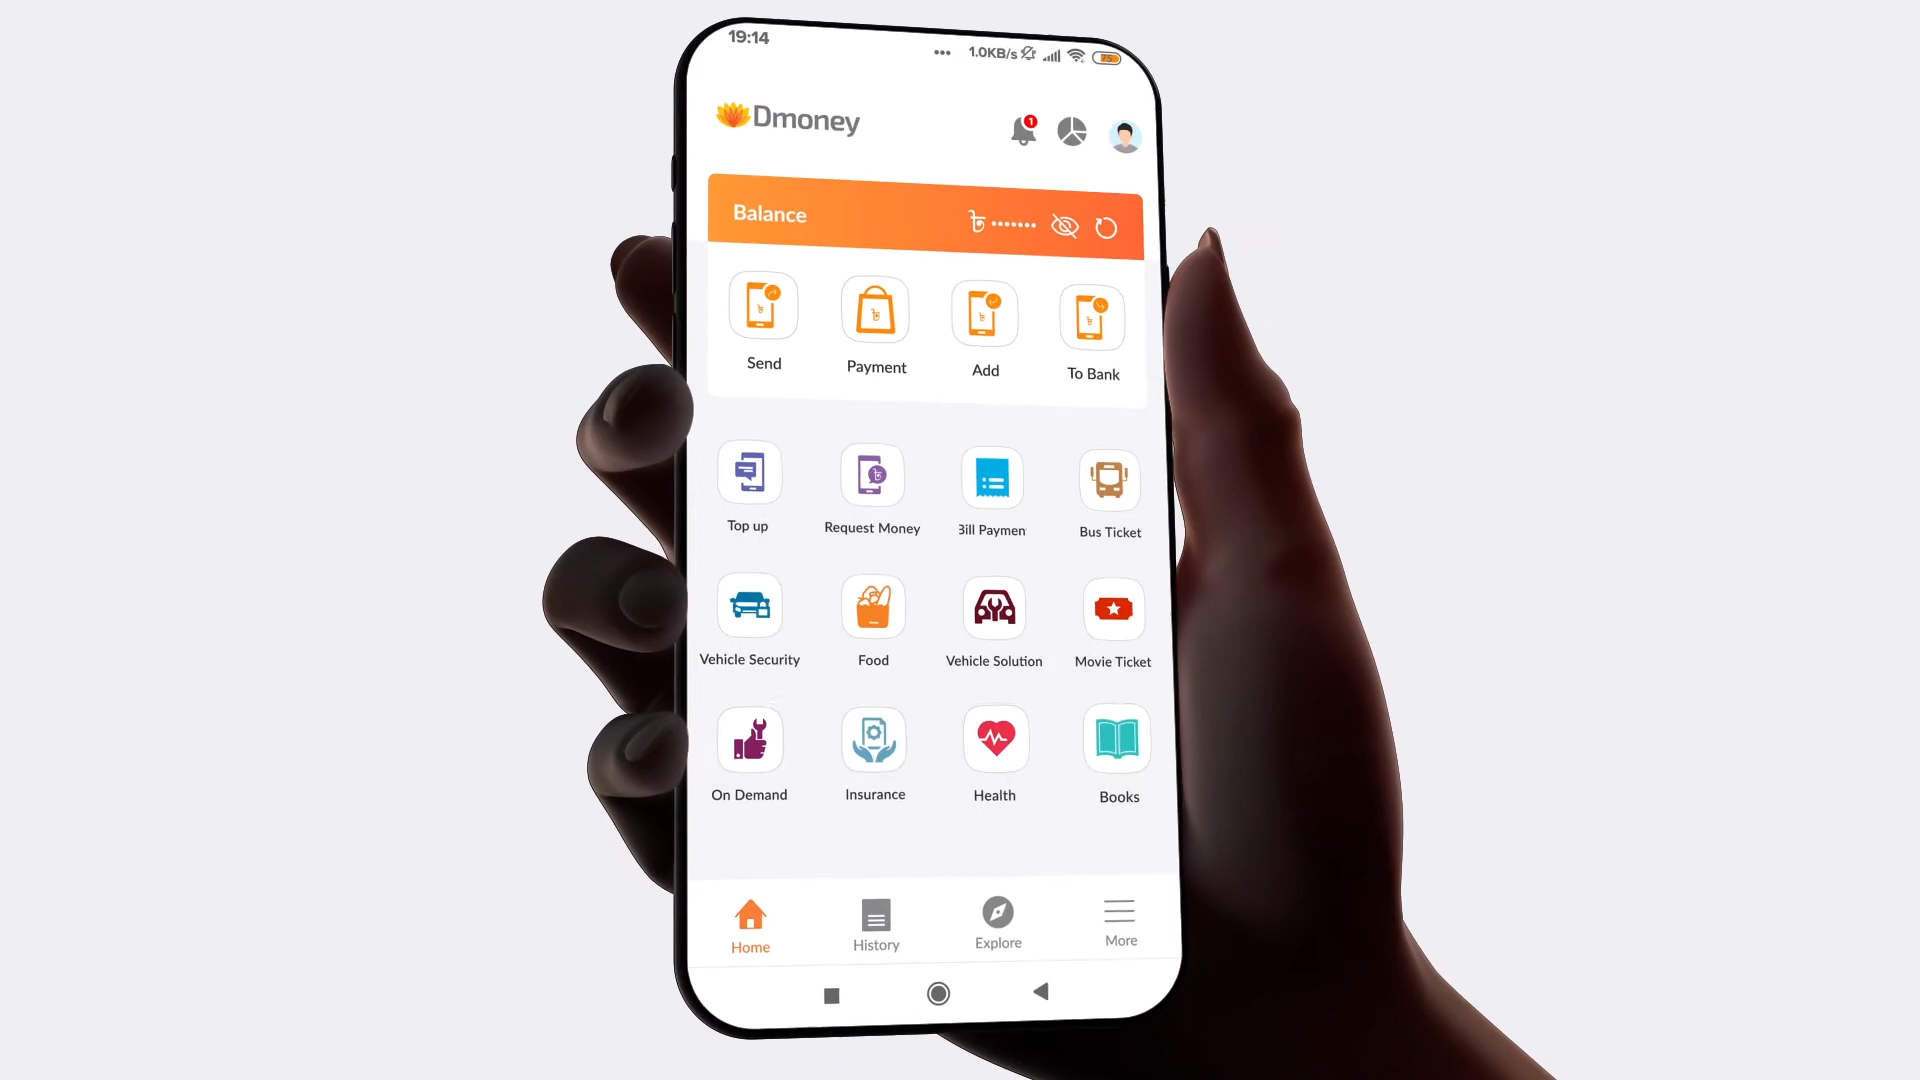 19:14
1.0KB/s
75
Dmoney
1
Balance
৳ •••••••
Send
Payment
Add
To Bank
Top up
Request Money
Bill Paymen
Bus Ticket
Vehicle Security
Food
Vehicle Solution
Movie Ticket
On Demand
Insurance
Health
Books
Home
History
Explore
More